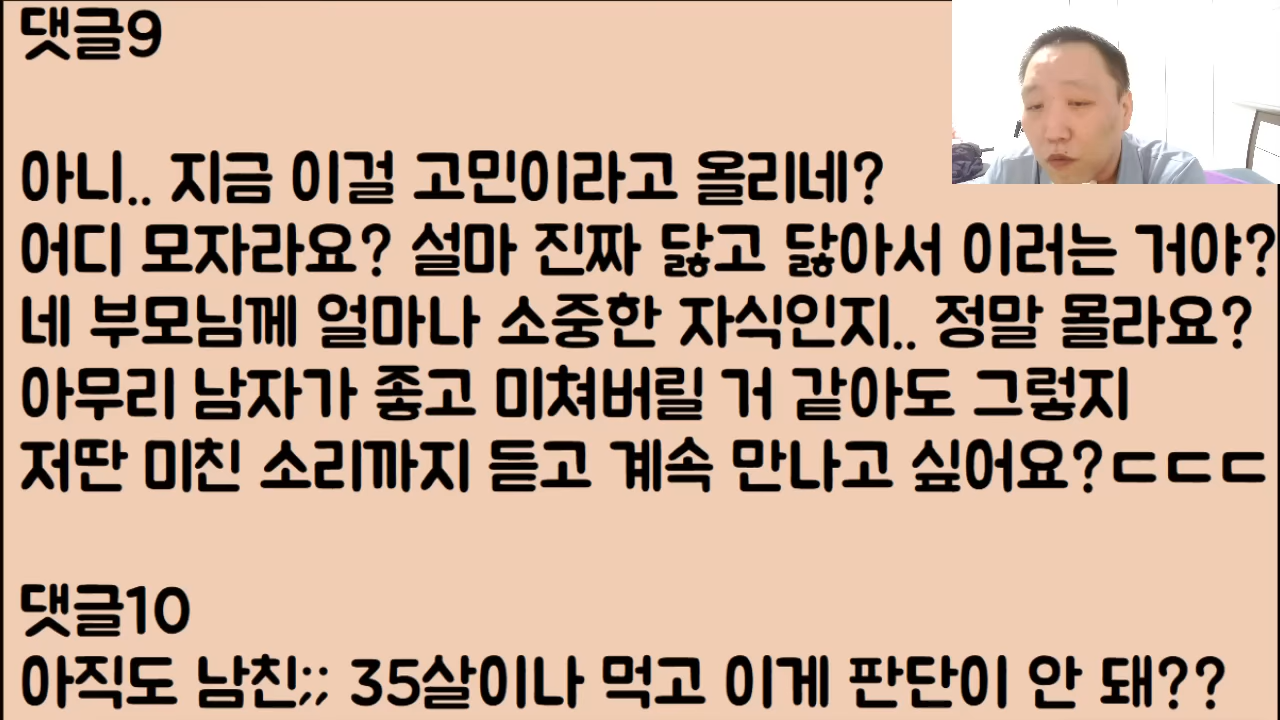 댓글9
아니.. 지금 이걸 고민이라고 올리네?
어디 모자라요? 설마 진짜 닳고 닳아서 이러는 거야?
네 부모님께 얼마나 소중한 자식인지.. 정말 몰라요?
아무리 남자가 좋고 미쳐버릴 거 같아도 그렇지
저딴 미친 소리까지 듣고 계속 만나고 싶어요?ㄷㄷㄷ
댓글10
아직도 남친;; 35살이나 먹고 이게 판단이 안 돼??